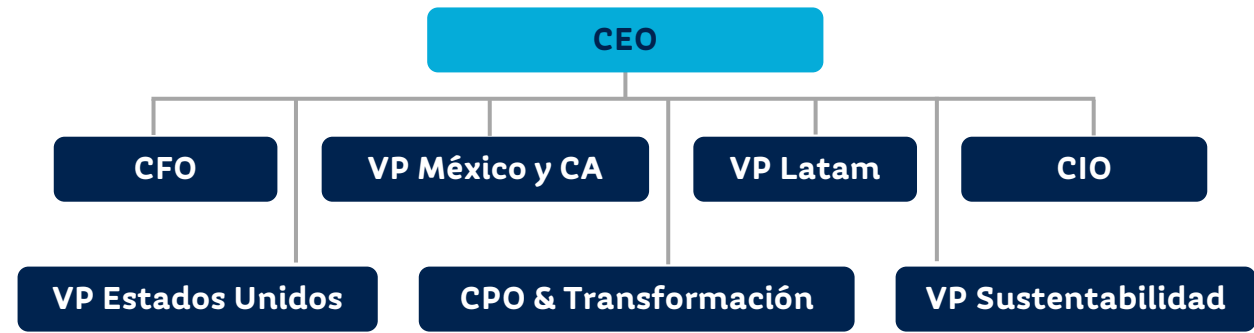 CEO
CFO
VP México y CA
VP Latam
CIO
VP Estados Unidos
CPO & Transformación
VP Sustentabilidad